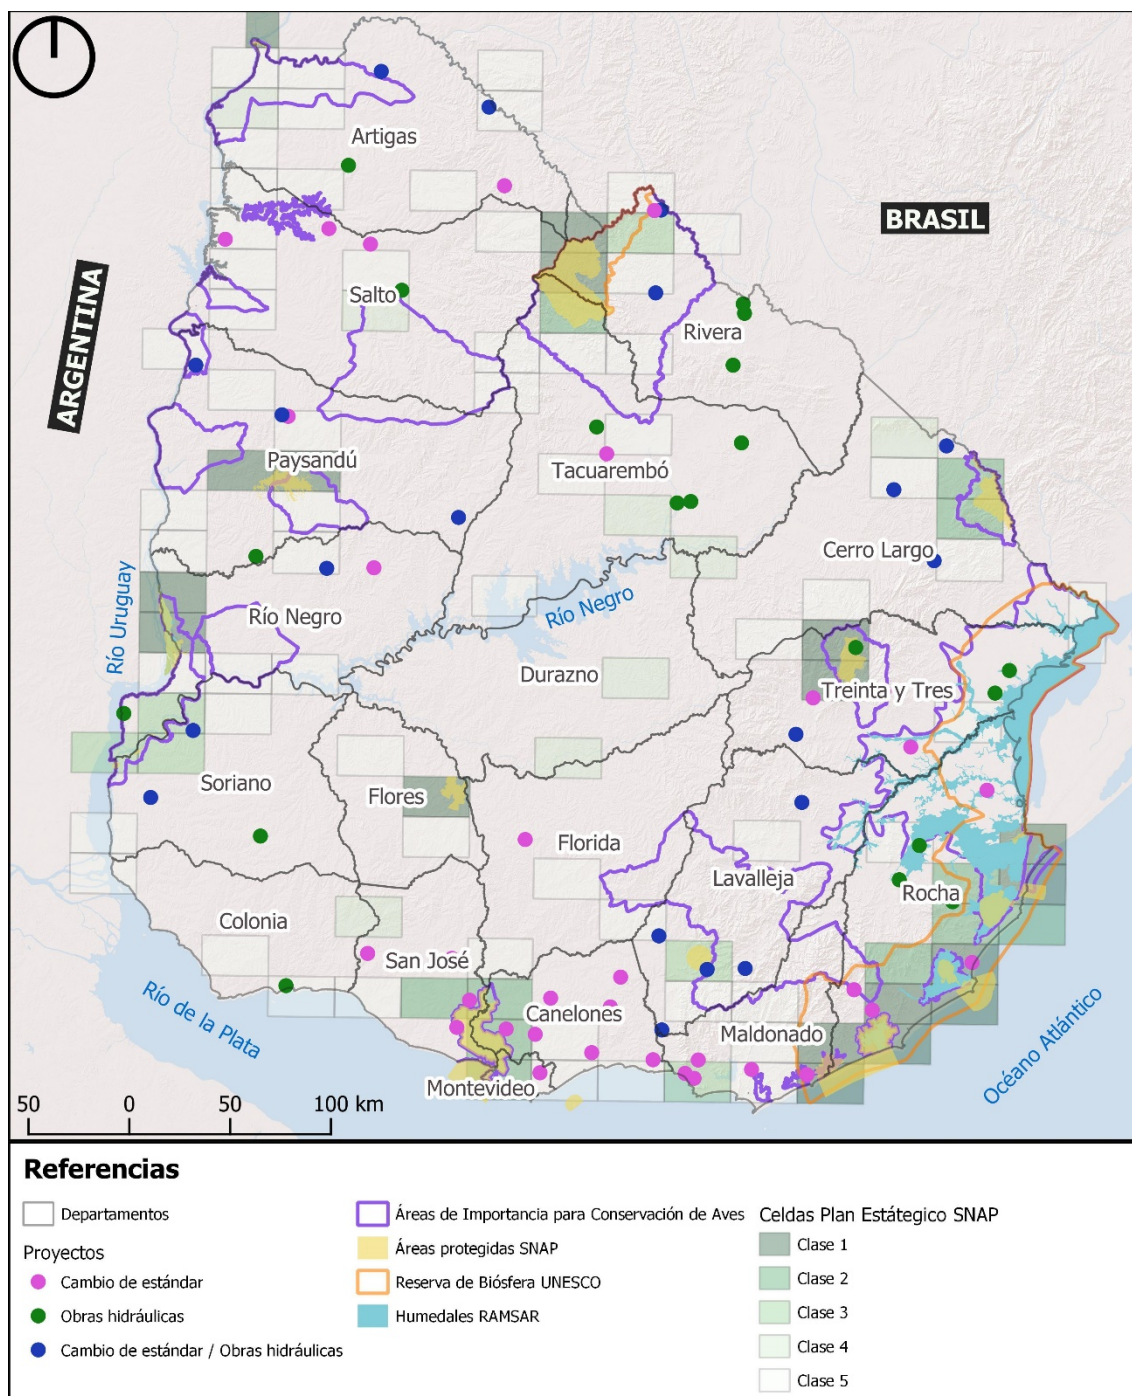 Artigas
BRASIL
ARGENTINA
Salto
Rivera
Paysandú
Tacuarembó
Cerro Largo
Río Uruguay
Río Negro
Río Negro
Durazno
Treinta y Tres
Soriano
Flores
Florida
Lavalleja
Rocha
Colonia
San José
Canelones
Maldonado
Río de la Plata
Montevideo
Océano Atlántico
50 0 50 100 km
Referencias
Departamentos
Proyectos
Cambio de estándar
Obras hidráulicas
Cambio de estándar / Obras hidráulicas
Áreas de Importancia para Conservación de Aves
Áreas protegidas SNAP
Reserva de Biósfera UNESCO
Humedales RAMSAR
Celdas Plan Estátegico SNAP
Clase 1
Clase 2
Clase 3
Clase 4
Clase 5